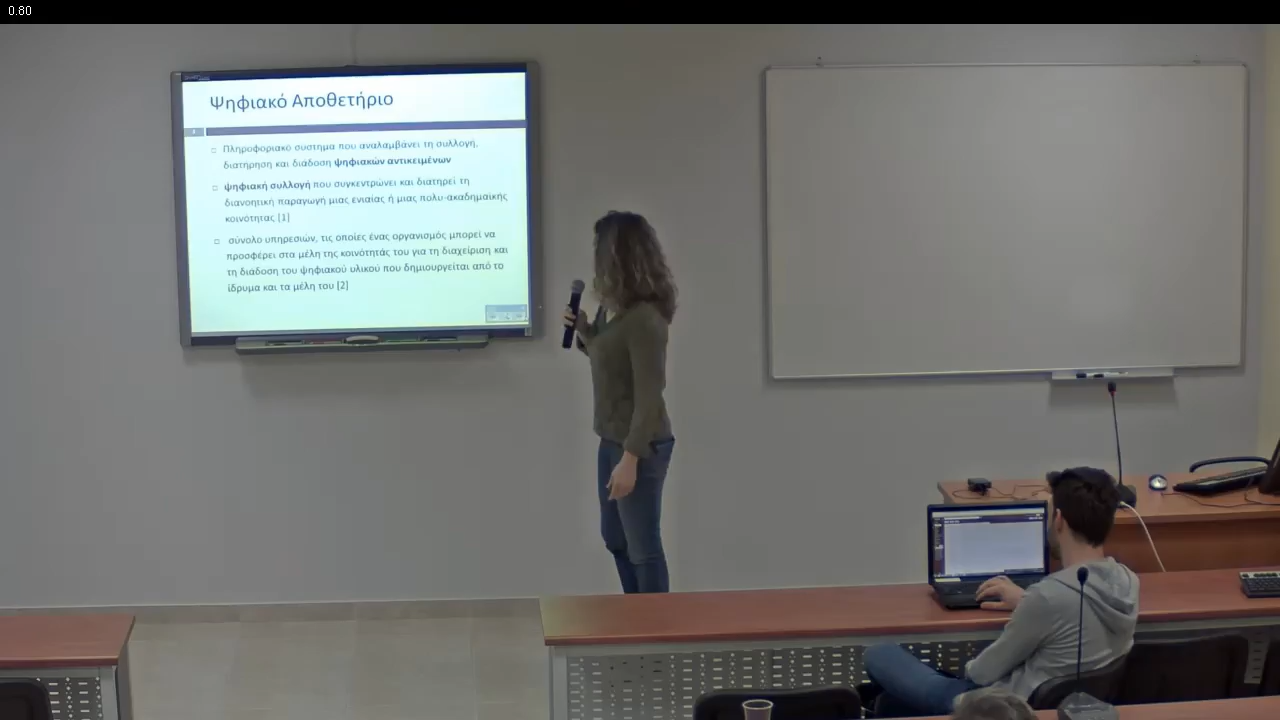 0.80
Ψηφιακό Αποθετήριο
Πληροφοριακό σύστημα που αναλαμβάνει τη συλλογή,
διατήρηση και διάδοση ψηφιακών αντικειμένων
ψηφιακή συλλογή που συγκεντρώνει και διατηρεί τη
διανοητική παραγωγή μιας ενιαίας ή μιας πολυ-ακαδημαϊκής
κοινότητας [1]
σύνολο υπηρεσιών, τις οποίες ένας οργανισμός μπορεί να
προσφέρει στα μέλη της κοινότητάς του για τη διαχείριση και
τη διάδοση του ψηφιακού υλικού που δημιουργείται από το
ίδρυμα και τα μέλη του [2]